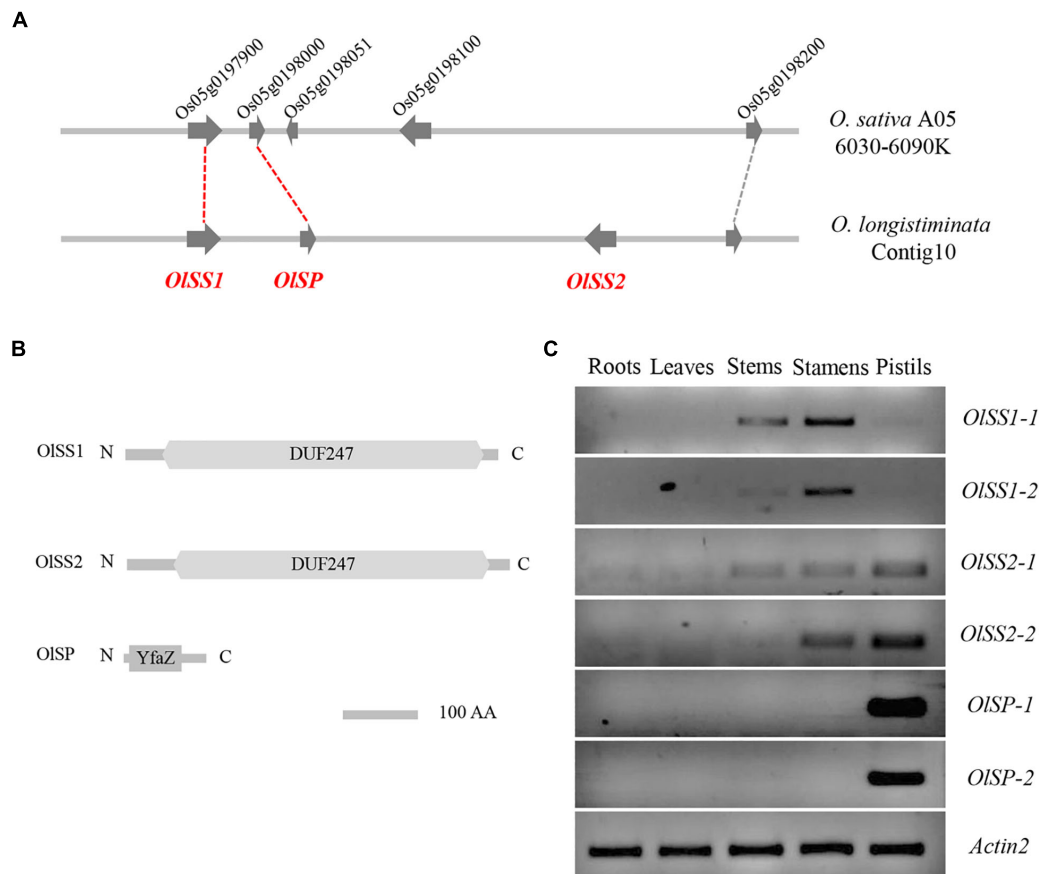 A
Os05g0197900
Os05g0198000
Os05g0198051
Os05g0198100
Os05g0198200
O. sativa A05
6030-6090K
O. longistiminata
Contig10
OlSS1
OlSP
OlSS2
B
OlSS1 N DUF247 C
OlSS2 N DUF247 C
OlSP N YfaZ C
100 AA
C
Roots Leaves Stems Stamens Pistils
OlSS1-1
OlSS1-2
OlSS2-1
OlSS2-2
OlSP-1
OlSP-2
Actin2